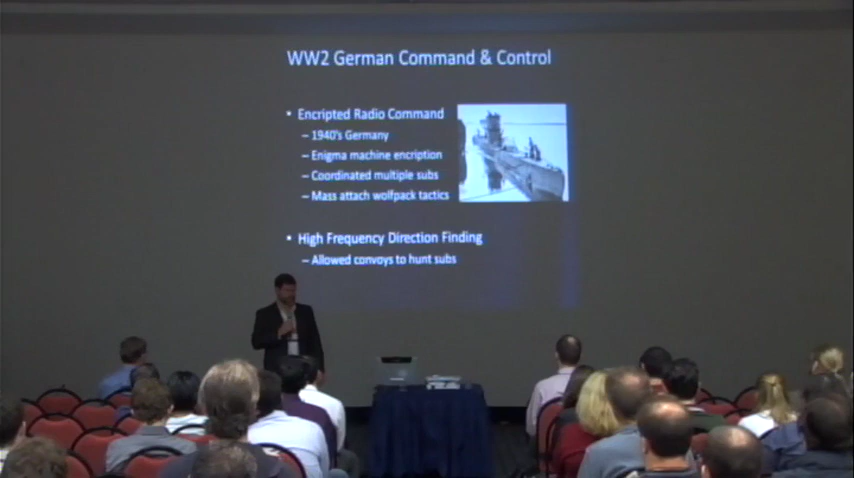 WW2 German Command & Control
• Encripted Radio Command
– 1940's Germany
– Enigma machine encription
– Coordinated multiple subs
– Mass attach wolfpack tactics
• High Frequency Direction Finding
– Allowed convoys to hunt subs